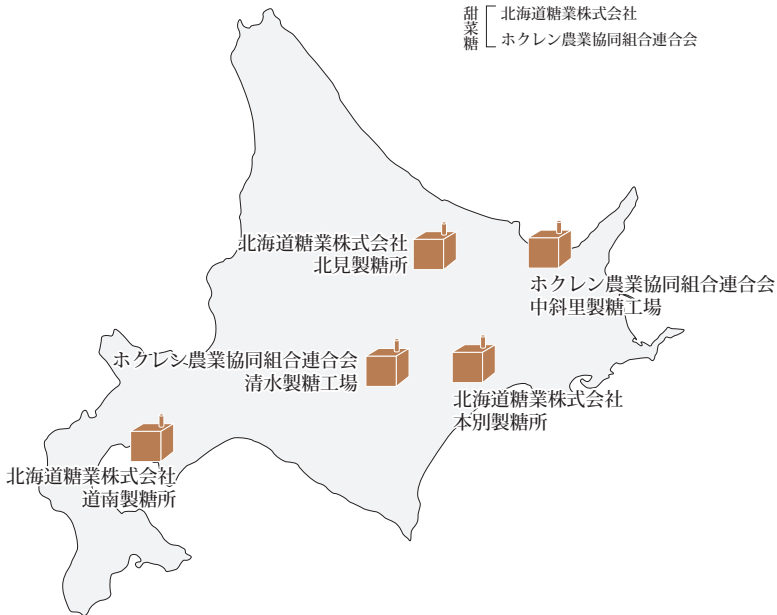 甜菜糖
北海道糖業株式会社
ホクレン農業協同組合連合会
北海道糖業株式会社
北見製糖所
ホクレン農業協同組合連合会
中斜里製糖工場
ホクレン農業協同組合連合会
清水製糖工場
北海道糖業株式会社
本別製糖所
北海道糖業株式会社
道南製糖所